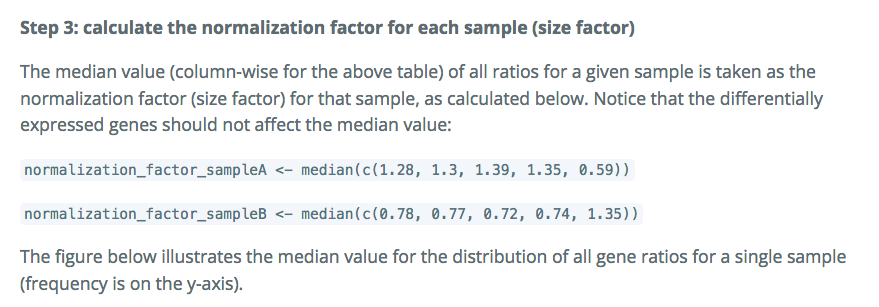 Step 3: calculate the normalization factor for each sample (size factor)
The median value (column-wise for the above table) of all ratios for a given sample is taken as the
normalization factor (size factor) for that sample, as calculated below. Notice that the differentially
expressed genes should not affect the median value:
normalization_factor_sampleA <- median(c(1.28, 1.3, 1.39, 1.35, 0.59))
normalization_factor_sampleB <- median(c(0.78, 0.77, 0.72, 0.74, 1.35))
The figure below illustrates the median value for the distribution of all gene ratios for a single sample
(frequency is on the y-axis).